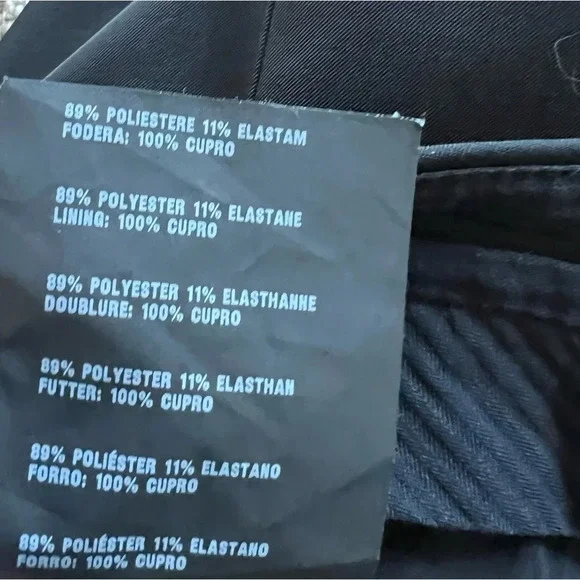 89% POLIESTERE 11% ELASTAM
FODERA: 100% CUPRO
89% POLYESTER 11% ELASTANE
LINING: 100% CUPRO
89% POLYESTER 11% ELASTHANNE
DOUBLURE: 100% CUPRO
89% POLYESTER 11% ELASTHAN
FUTTER: 100% CUPRO
89% POLIÉSTER 11% ELASTANO
FORRO: 100% CUPRO
89% POLIÉSTER 11% ELASTANO
FORRO: 100% CUPRO